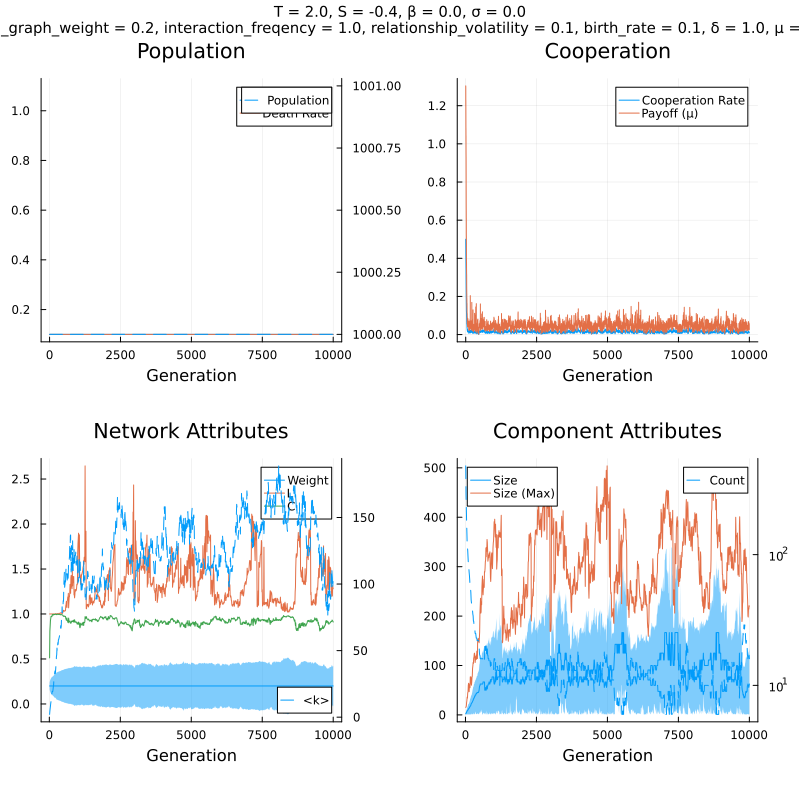 T = 2.0, S = -0.4, β = 0.0, σ = 0.0
_graph_weight = 0.2, interaction_freqency = 1.0, relationship_volatility = 0.1, birth_rate = 0.1, δ = 1.0, μ =
Population
1.0
0.8
0.6
0.4
0.2
1001.00
1000.75
1000.50
1000.25
1000.00
Population
Death Rate
0
2500
5000
7500
10000
Generation
Cooperation
1.2
1.0
0.8
0.6
0.4
0.2
0.0
Cooperation Rate
Payoff (μ)
0
2500
5000
7500
10000
Generation
Network Attributes
2.5
2.0
1.5
1.0
0.5
0.0
150
100
50
0
Weight
L
C
<k>
0
2500
5000
7500
10000
Generation
Component Attributes
500
400
300
200
100
0
10²
10¹
Size
Size (Max)
Count
0
2500
5000
7500
10000
Generation